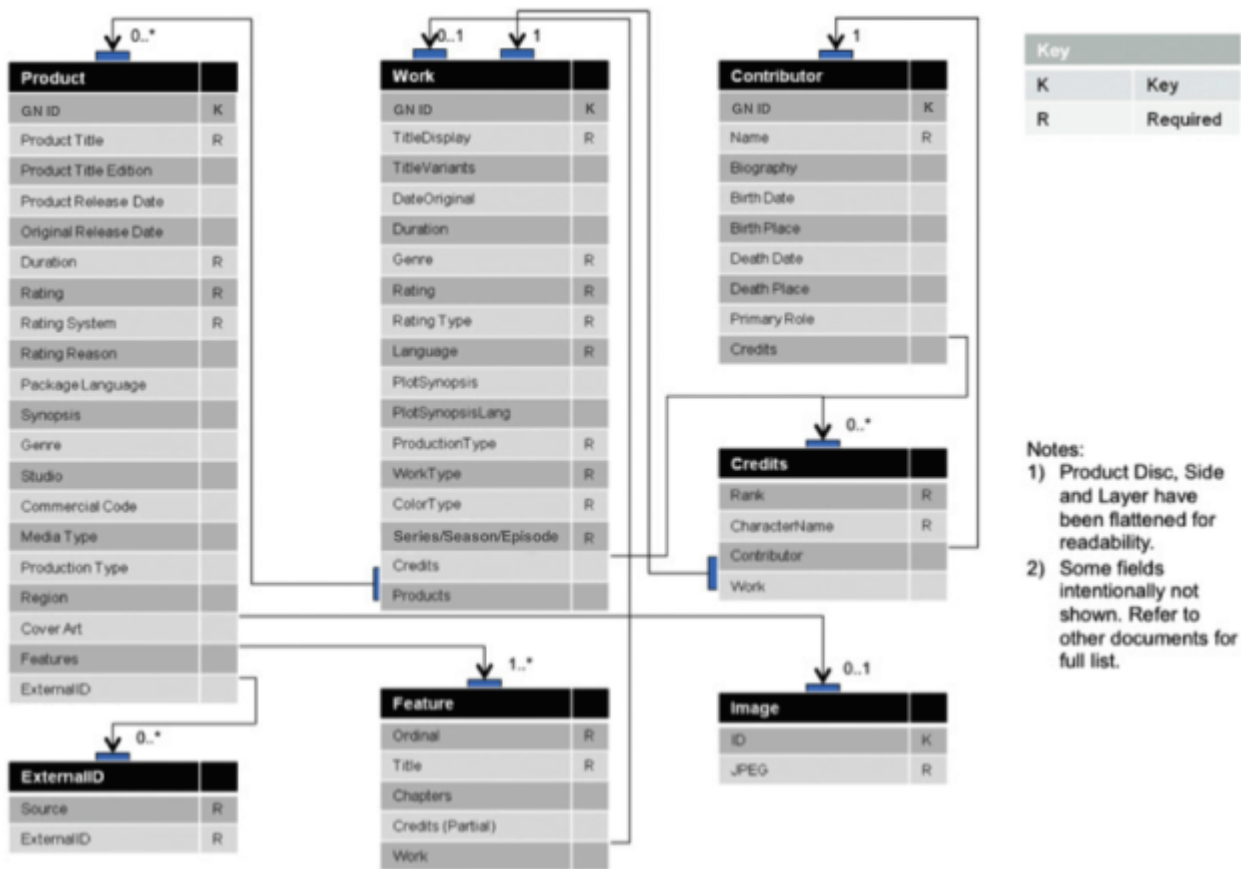 0..*
Product
GN ID K
Product Title R
Product Title Edition
Product Release Date
Original Release Date
Duration R
Rating R
Rating System R
Rating Reason
Package Language
Synopsis
Genre
Studio
Commercial Code
Media Type
Production Type
Region
Cover Art
Features
ExternalID
0..*
ExternalID
Source R
ExternalID R
0..1
1
Work
GN ID K
TitleDisplay R
TitleVariants
DateOriginal
Duration
Genre R
Rating R
Rating Type R
Language R
PlotSynopsis
PlotSynopsisLang
ProductionType R
WorkType R
ColorType R
Series/Season/Episode R
Credits
Products
1..*
Feature
Ordinal R
Title R
Chapters
Credits (Partial)
Work
1
Contributor
GN ID K
Name R
Biography
Birth Date
Birth Place
Death Date
Death Place
Primary Role
Credits
0..*
Credits
Rank R
CharacterName R
Contributor
Work
0..1
Image
ID K
JPEG R
Key
K Key
R Required
Notes:
1) Product Disc, Side
and Layer have
been flattened for
readability.
2) Some fields
intentionally not
shown. Refer to
other documents for
full list.